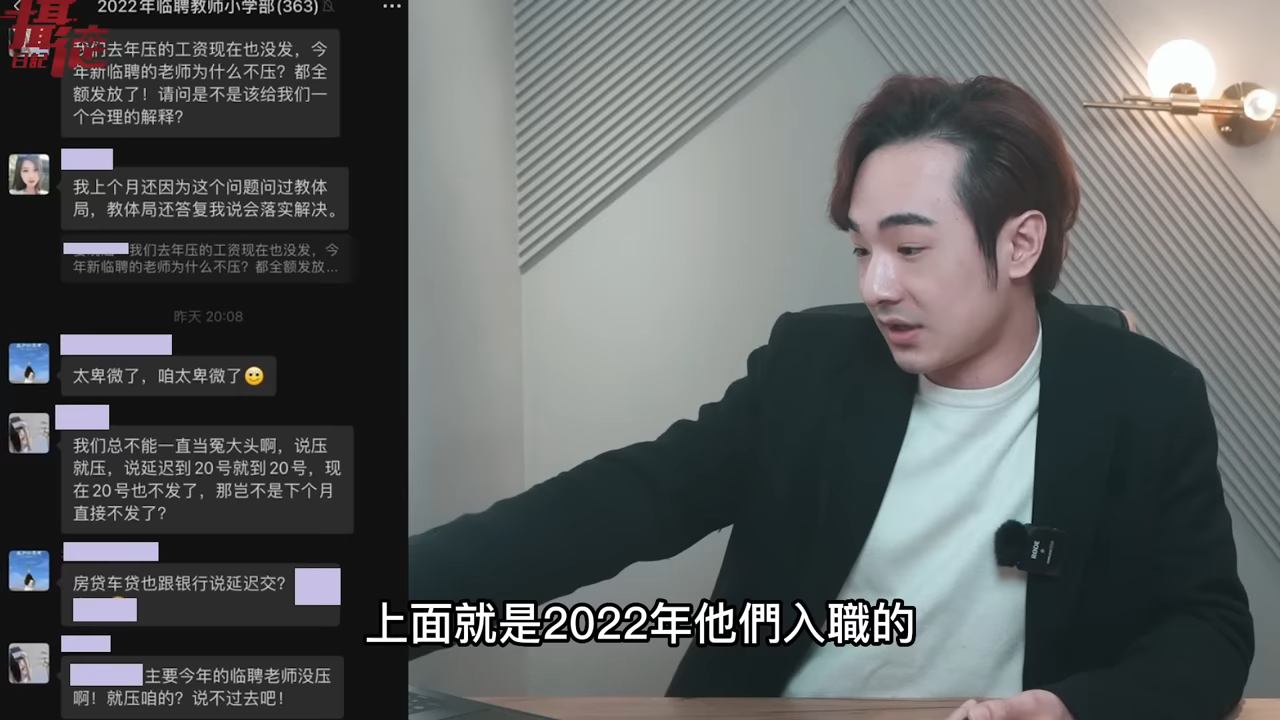 2022年临聘教师小学部(363)
棋徒
日記
我们去年压的工资现在也没发，今
年新临聘的老师为什么不压？都全
额发放了！请问是不是该给我们一
个合理的解释？
我上个月还因为这个问题问过教体
局，教体局还答复我说会落实解决。
我们去年压的工资现在也没发，今
年新临聘的老师为什么不压？都全额发放...
昨天 20:08
太卑微了，咱太卑微了
我们总不能一直当冤大头啊，说压
就压，说延迟到20号就到20号，现
在20号也不发了，那岂不是下个月
直接不发了？
房贷车贷也跟银行说延迟交？
主要今年的临聘老师没压
啊！就压咱的？说不过去吧！
RODE
上面就是2022年他們入職的